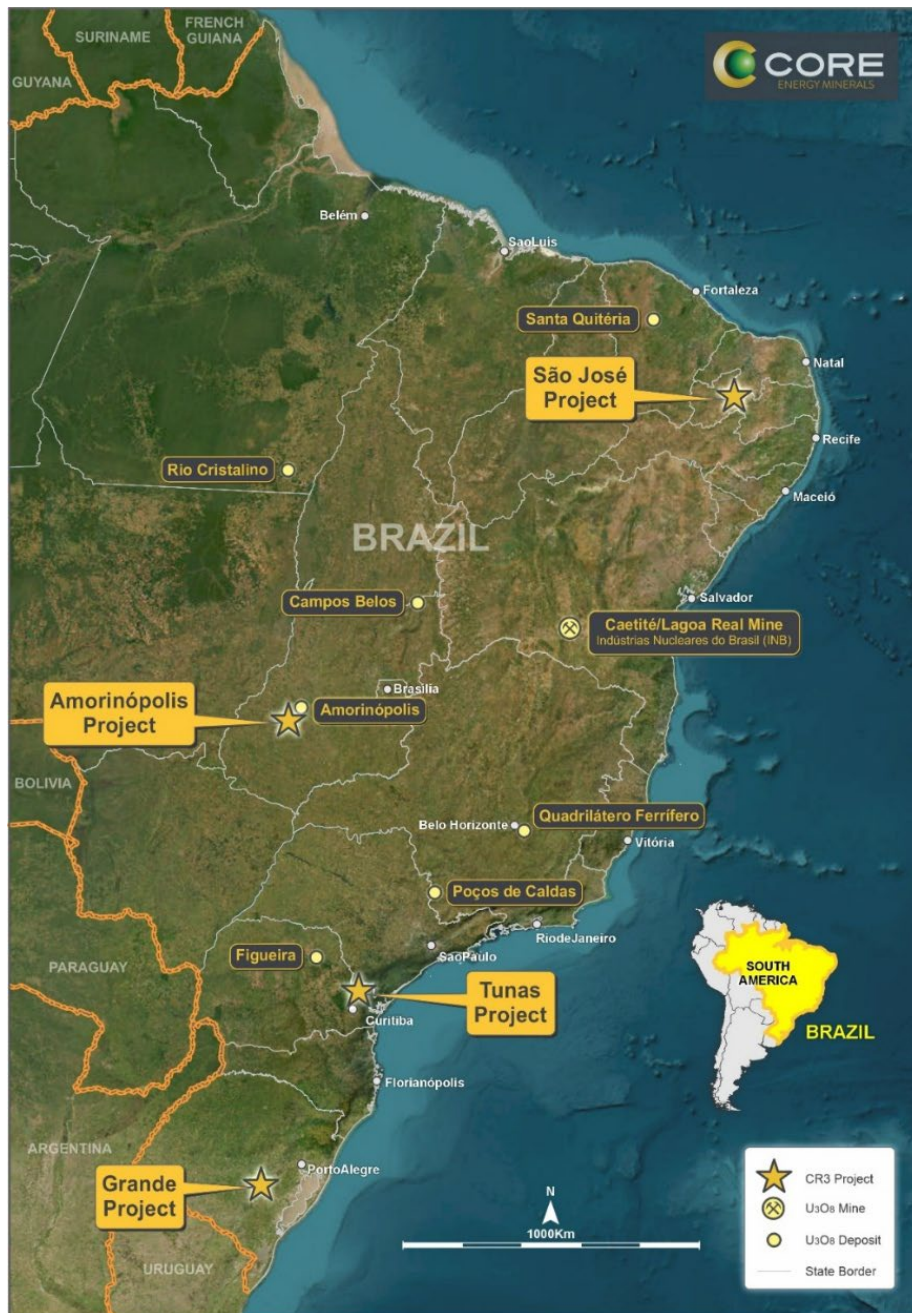 SURINAME
FRENCH
GUIANA
GUYANA
CORE
ENERGY MINERALS
Belém
SaoLuis
Fortaleza
Santa Quitéria
São José
Project
Natal
Recife
Rio Cristalino
Maceió
BRAZIL
Campos Belos
Salvador
Caetité/Lagoa Real Mine
Indústrias Nucleares do Brasil (INB)
Brasília
Amorinópolis
Project
Amorinópolis
BOLIVIA
Quadrilátero Ferrífero
Belo Horizonte
Vitória
Poços de Caldas
RiodeJaneiro
SaoPaulo
Figueira
PARAGUAY
Tunas
Project
Curitiba
SOUTH
AMERICA
BRAZIL
Florianópolis
ARGENTINA
PortoAlegre
Grande
Project
URUGUAY
N
1000Km
CR3 Project
U3O8 Mine
U3O8 Deposit
State Border